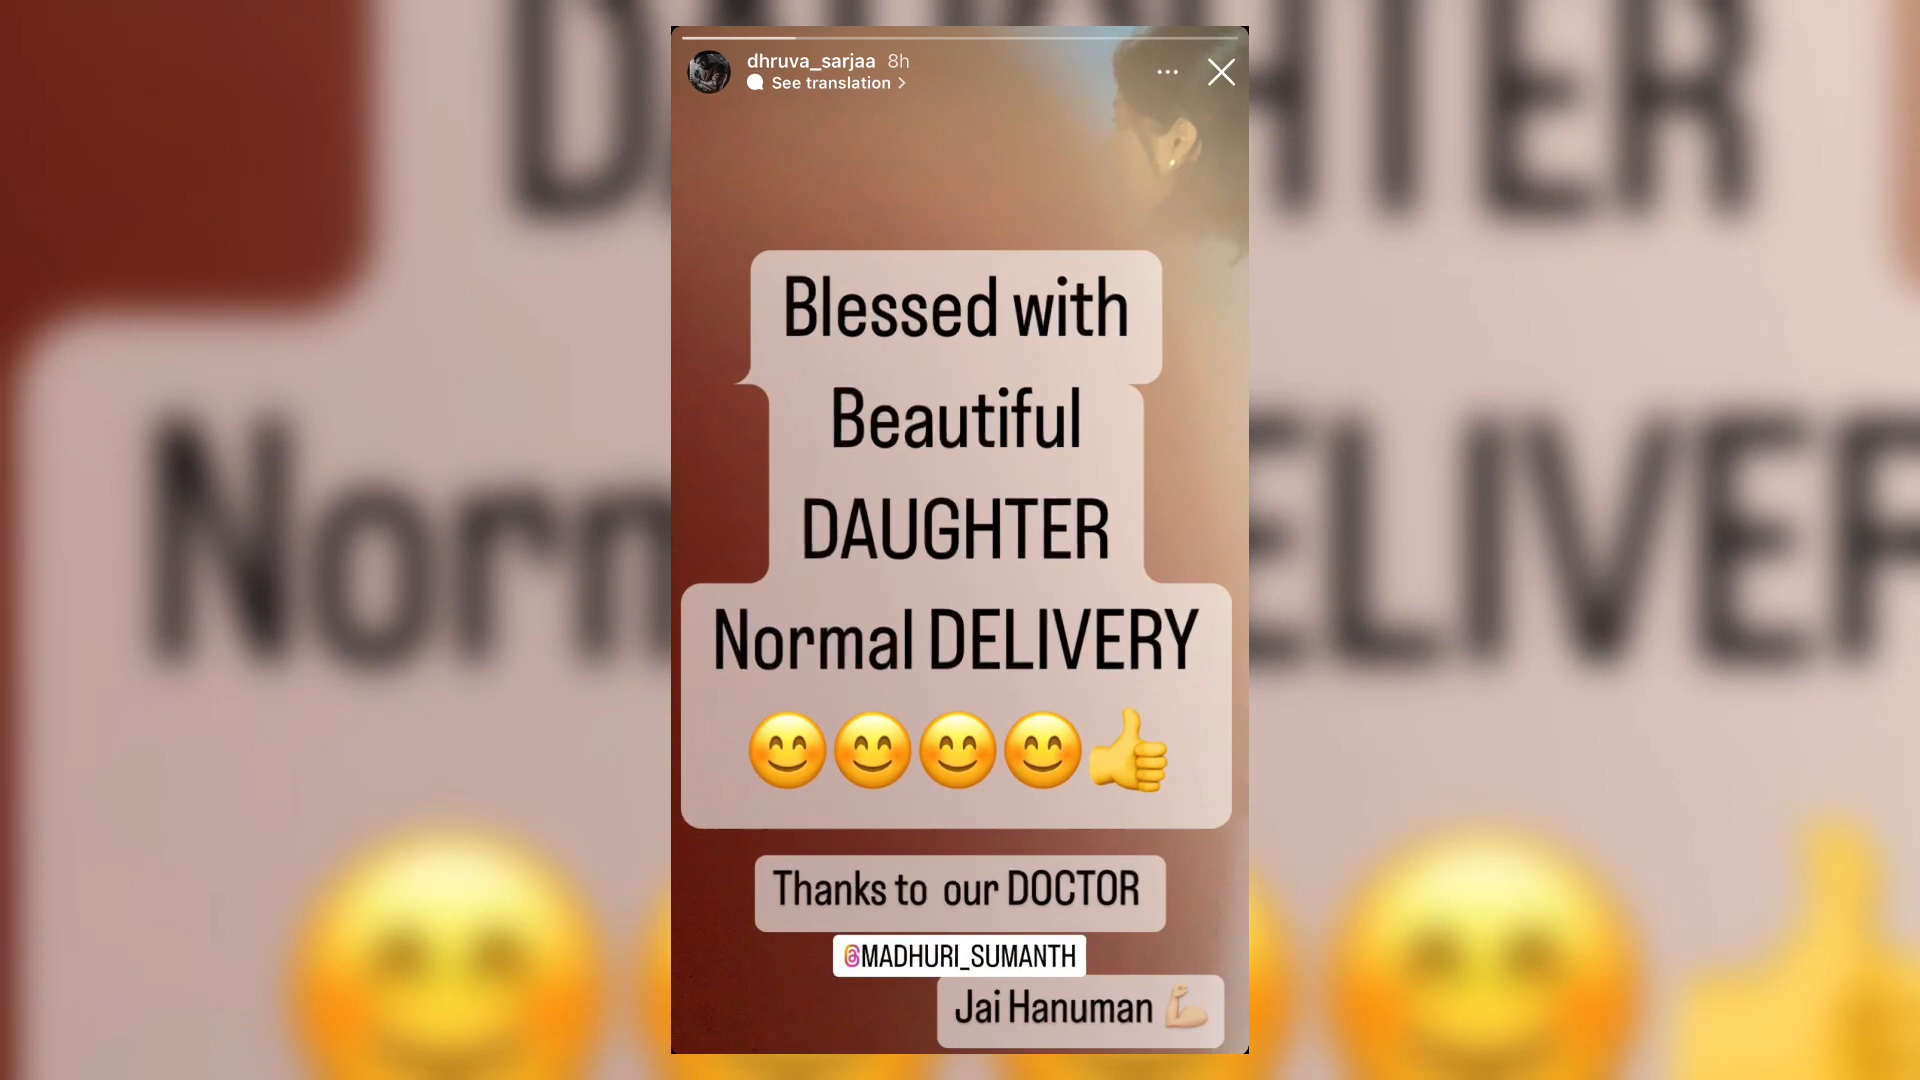 dhruva_sarjaa 8h
See translation
Blessed with
Beautiful
DAUGHTER
Normal DELIVERY
😊😊😊😊👍
Thanks to our DOCTOR
@MADHURI_SUMANTH
Jai Hanuman 💪🏼